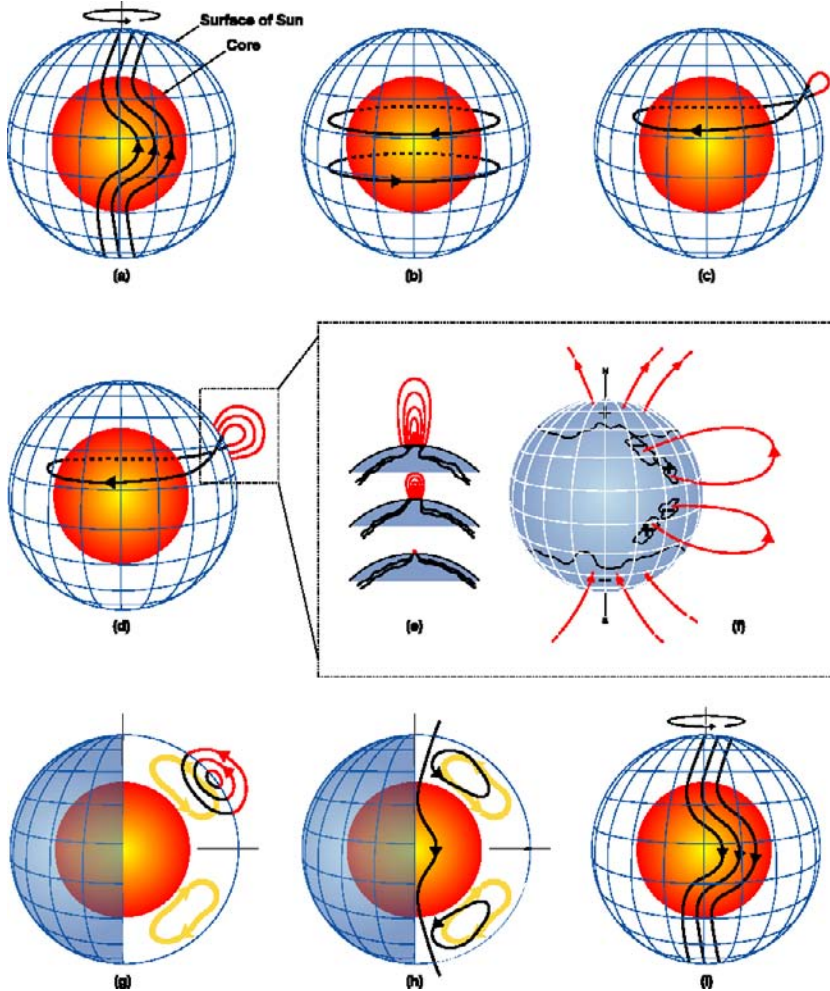 Surface of Sun
Core
(a)
(b)
(c)
N
+
-
S
(d)
(e)
(f)
(g)
(h)
(i)